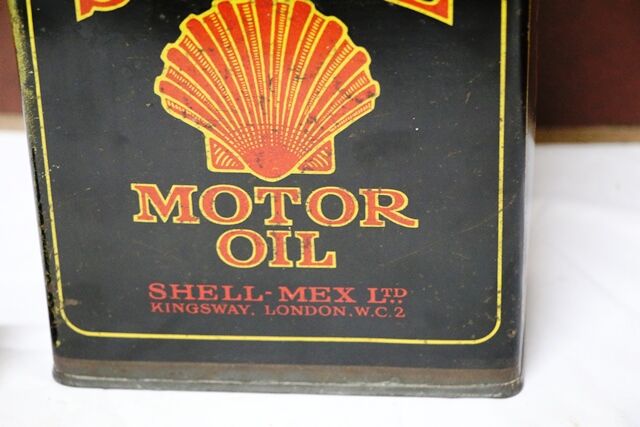 MOTOR
OIL
SHELL-MEX LTD
KINGSWAY, LONDON. W.C.2